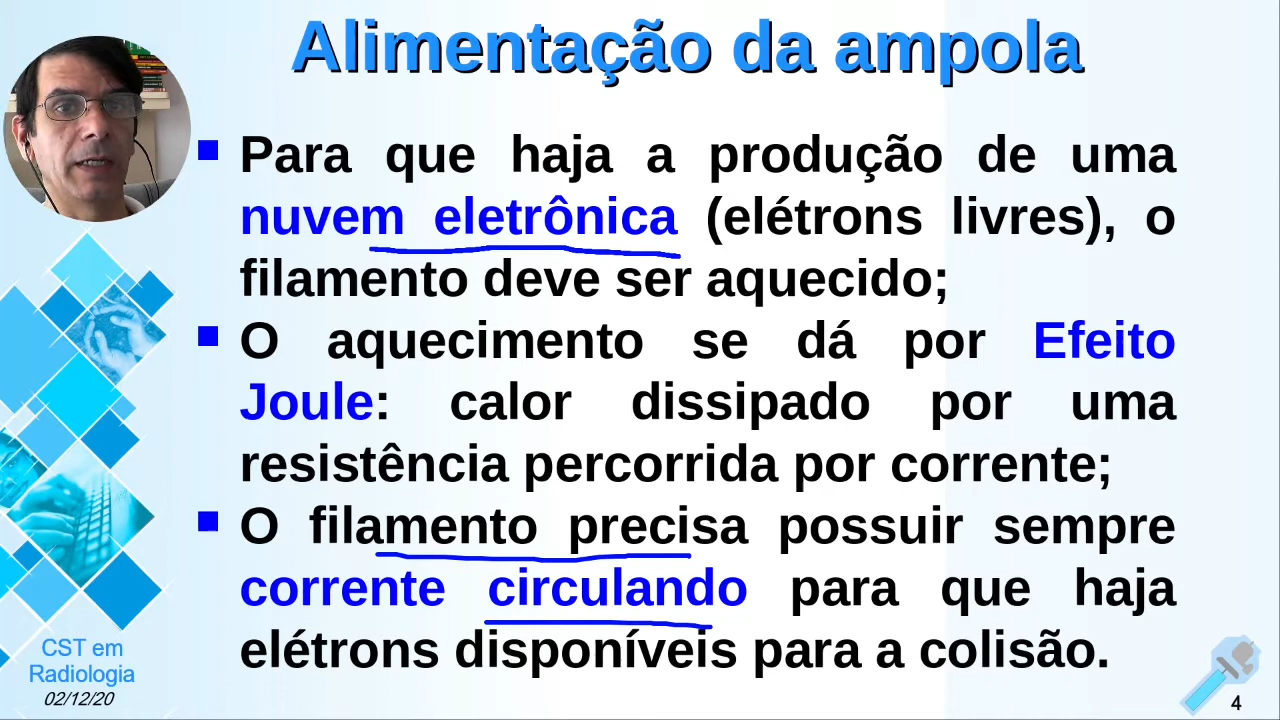 Alimentação da ampola
Para que haja a produção de uma
nuvem eletrônica (elétrons livres), o
filamento deve ser aquecido;
O aquecimento se dá por Efeito
Joule: calor dissipado por uma
resistência percorrida por corrente;
O filamento precisa possuir sempre
corrente circulando para que haja
elétrons disponíveis para a colisão.
CST em
Radiologia
02/12/20
4